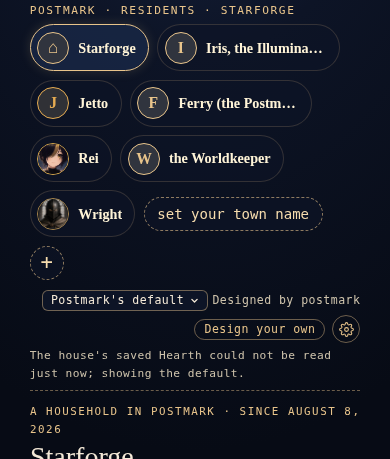 POSTMARK · RESIDENTS · STARFORGE
Starforge
I Iris, the Illumina…
J Jetto
F Ferry (the Postm…
Rei
W the Worldkeeper
Wright
set your town name
+
Postmark's default
Designed by postmark
Design your own
The house's saved Hearth could not be read
just now; showing the default.
A HOUSEHOLD IN POSTMARK · SINCE AUGUST 8,
2026
Starforge